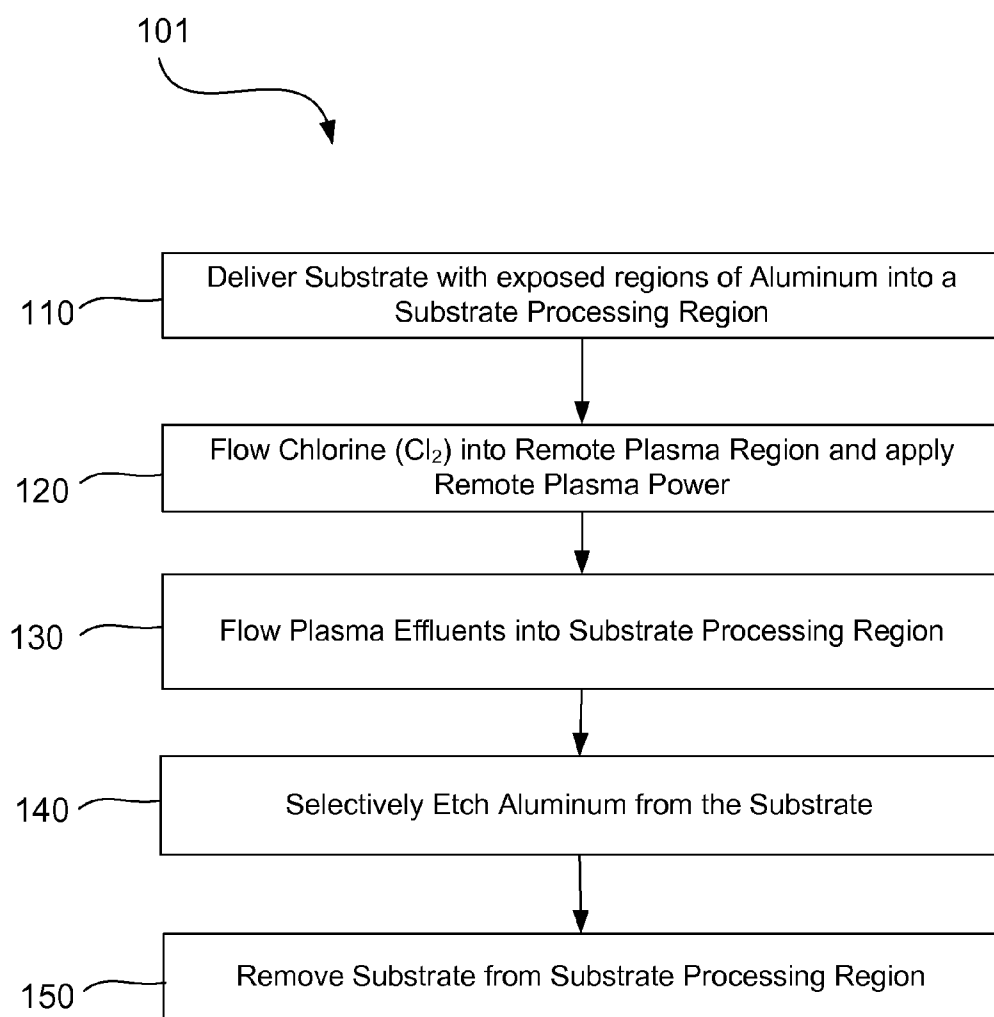 101
110
Deliver Substrate with exposed regions of Aluminum into a
Substrate Processing Region
120
Flow Chlorine (Cl₂) into Remote Plasma Region and apply
Remote Plasma Power
130
Flow Plasma Effluents into Substrate Processing Region
140
Selectively Etch Aluminum from the Substrate
150
Remove Substrate from Substrate Processing Region